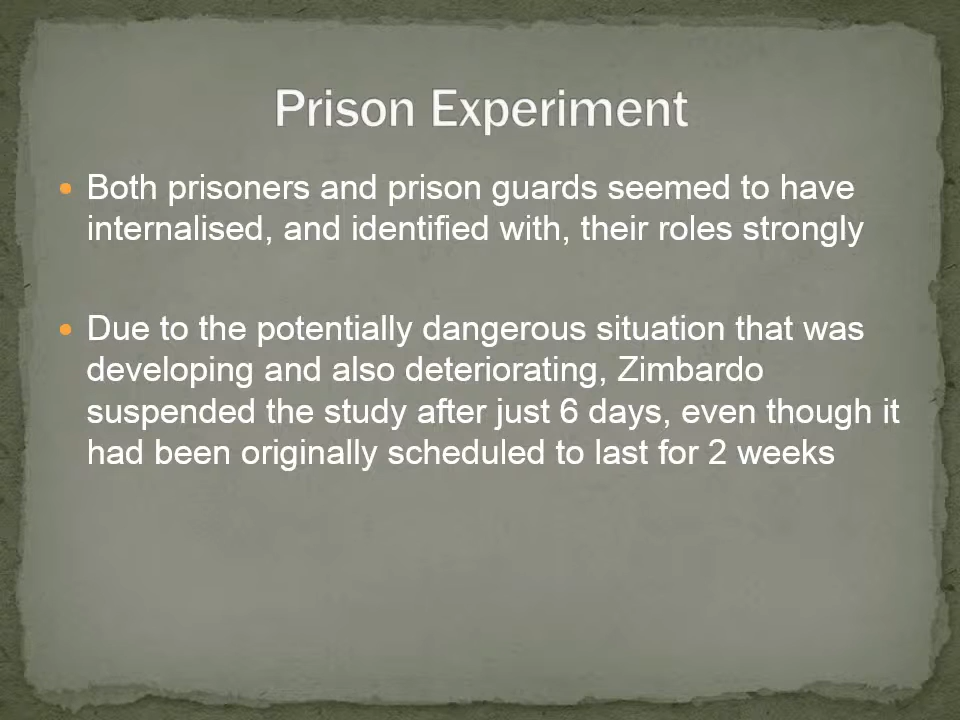 Prison Experiment
• Both prisoners and prison guards seemed to have
internalised, and identified with, their roles strongly
• Due to the potentially dangerous situation that was
developing and also deteriorating, Zimbardo
suspended the study after just 6 days, even though it
had been originally scheduled to last for 2 weeks